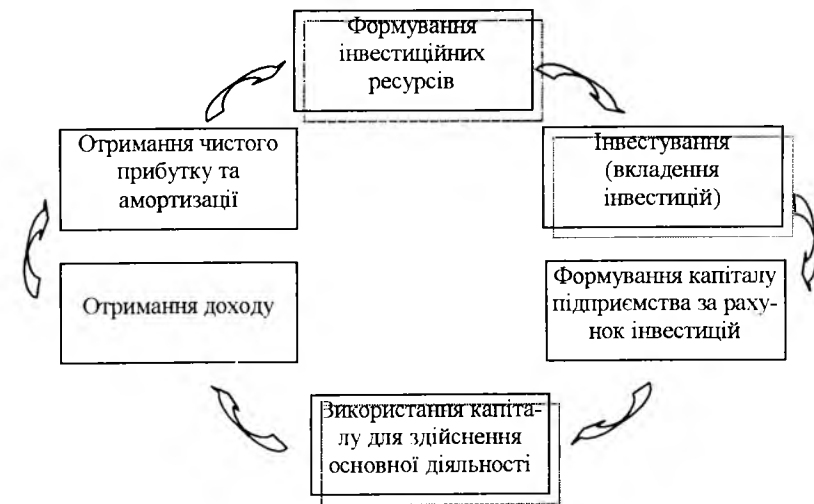 Формування
інвестиційних
ресурсів
Інвестування
(вкладення
інвестицій)
Формування капіталу
підприємства за раху-
нок інвестицій
Використання капіта-
лу для здійснення
основної діяльності
Отримання доходу
Отримання чистого
прибутку та
амортизації